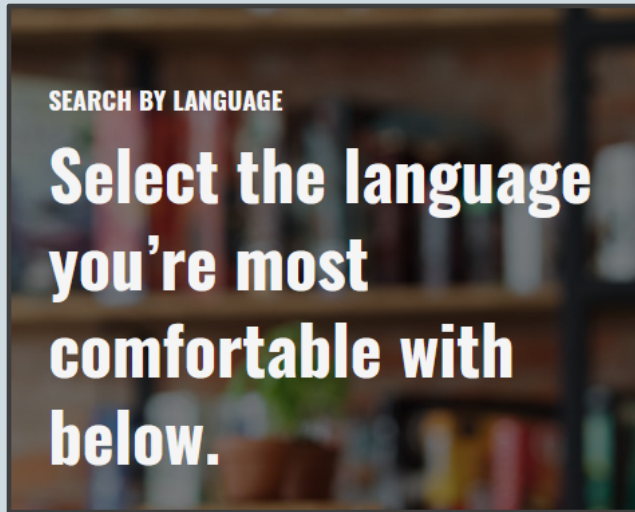 SEARCH BY LANGUAGE
Select the language
you’re most
comfortable with
below.